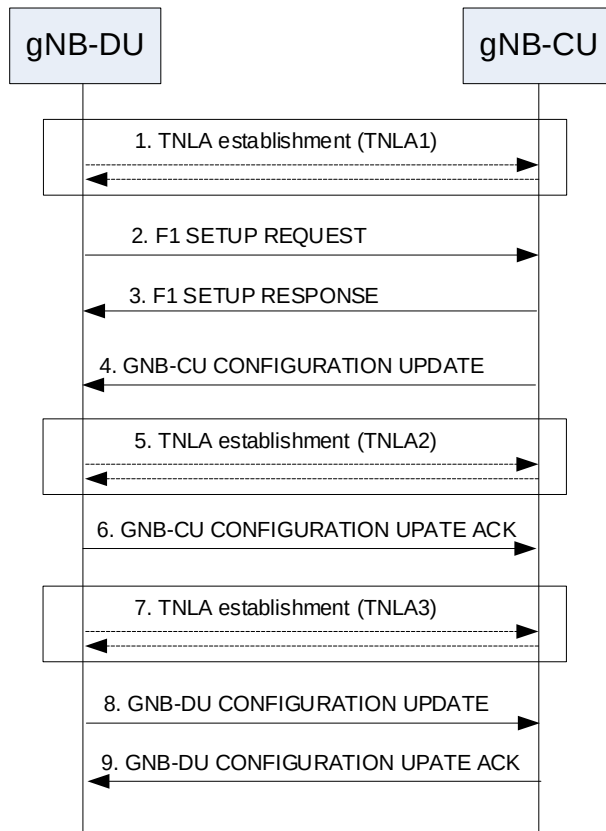 gNB-DU
gNB-CU
1. TNLA establishment (TNLA1)
2. F1 SETUP REQUEST
3. F1 SETUP RESPONSE
4. GNB-CU CONFIGURATION UPDATE
5. TNLA establishment (TNLA2)
6. GNB-CU CONFIGURATION UPATE ACK
7. TNLA establishment (TNLA3)
8. GNB-DU CONFIGURATION UPDATE
9. GNB-DU CONFIGURATION UPATE ACK